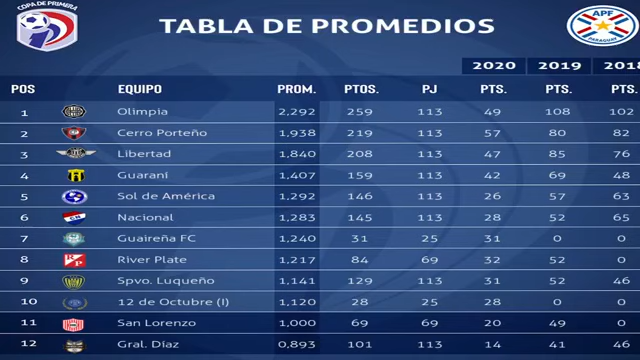 COPA DE PRIMERA
TABLA DE PROMEDIOS
APF
PARAGUAY
2020 2019 2018
POS EQUIPO PROM. PTOS. PJ PTS. PTS. PTS.
1 Olimpia 2,292 259 113 49 108 102
2 Cerro Porteño 1,938 219 113 57 80 82
3 Libertad 1,840 208 113 47 85 76
4 Guaraní 1,407 159 113 42 69 48
5 Sol de América 1,292 146 113 26 57 63
6 Nacional 1,283 145 113 28 52 65
7 Guaireña FC 1,240 31 25 31 0 0
8 River Plate 1,217 84 69 32 52 0
9 Spvo. Luqueño 1,141 129 113 31 52 46
10 12 de Octubre (I) 1,120 28 25 28 0 0
11 San Lorenzo 1,000 69 69 20 49 0
12 Gral. Díaz 0,893 101 113 14 41 46